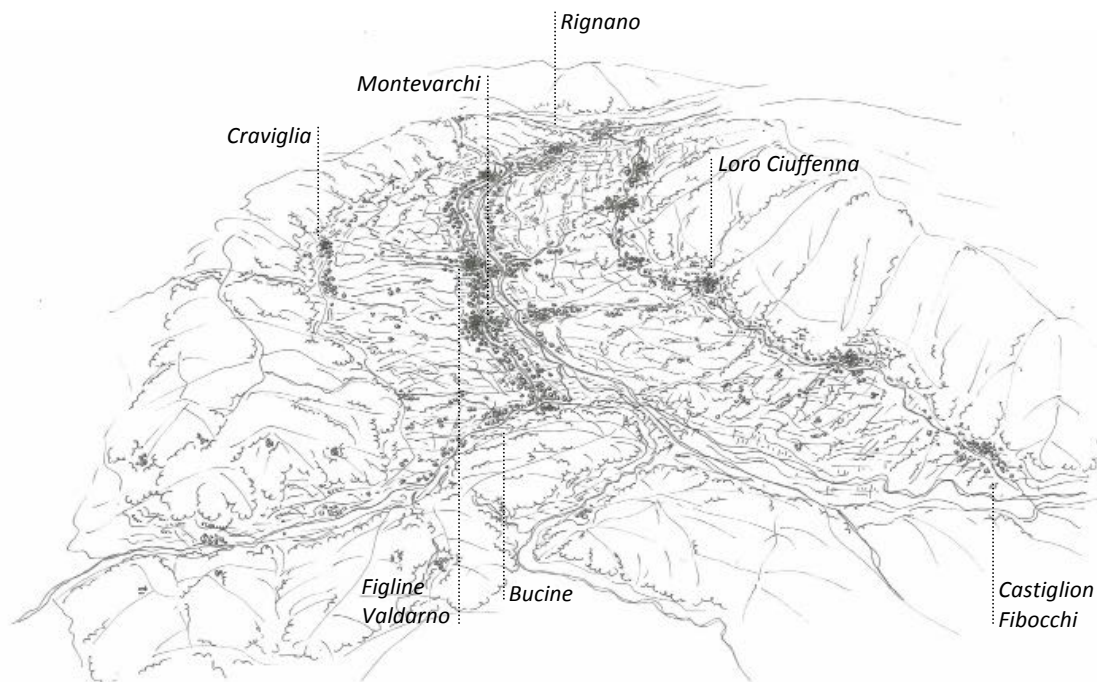 Rignano
Montevarchi
Craviglia
Loro Ciuffenna
Figline
Valdarno
Bucine
Castiglion
Fibocchi